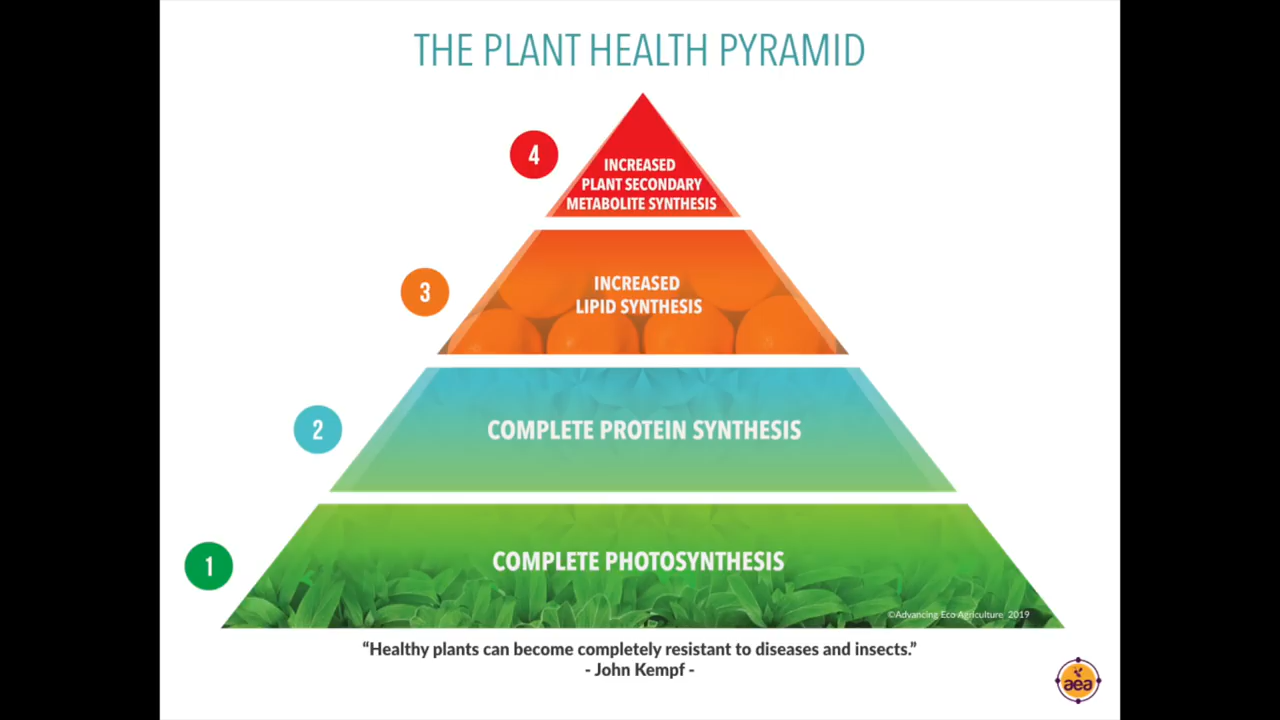 THE PLANT HEALTH PYRAMID
4
INCREASED
PLANT SECONDARY
METABOLITE SYNTHESIS
3
INCREASED
LIPID SYNTHESIS
2
COMPLETE PROTEIN SYNTHESIS
1
COMPLETE PHOTOSYNTHESIS
©Advancing Eco Agriculture 2019
“Healthy plants can become completely resistant to diseases and insects.”
- John Kempf -
aea